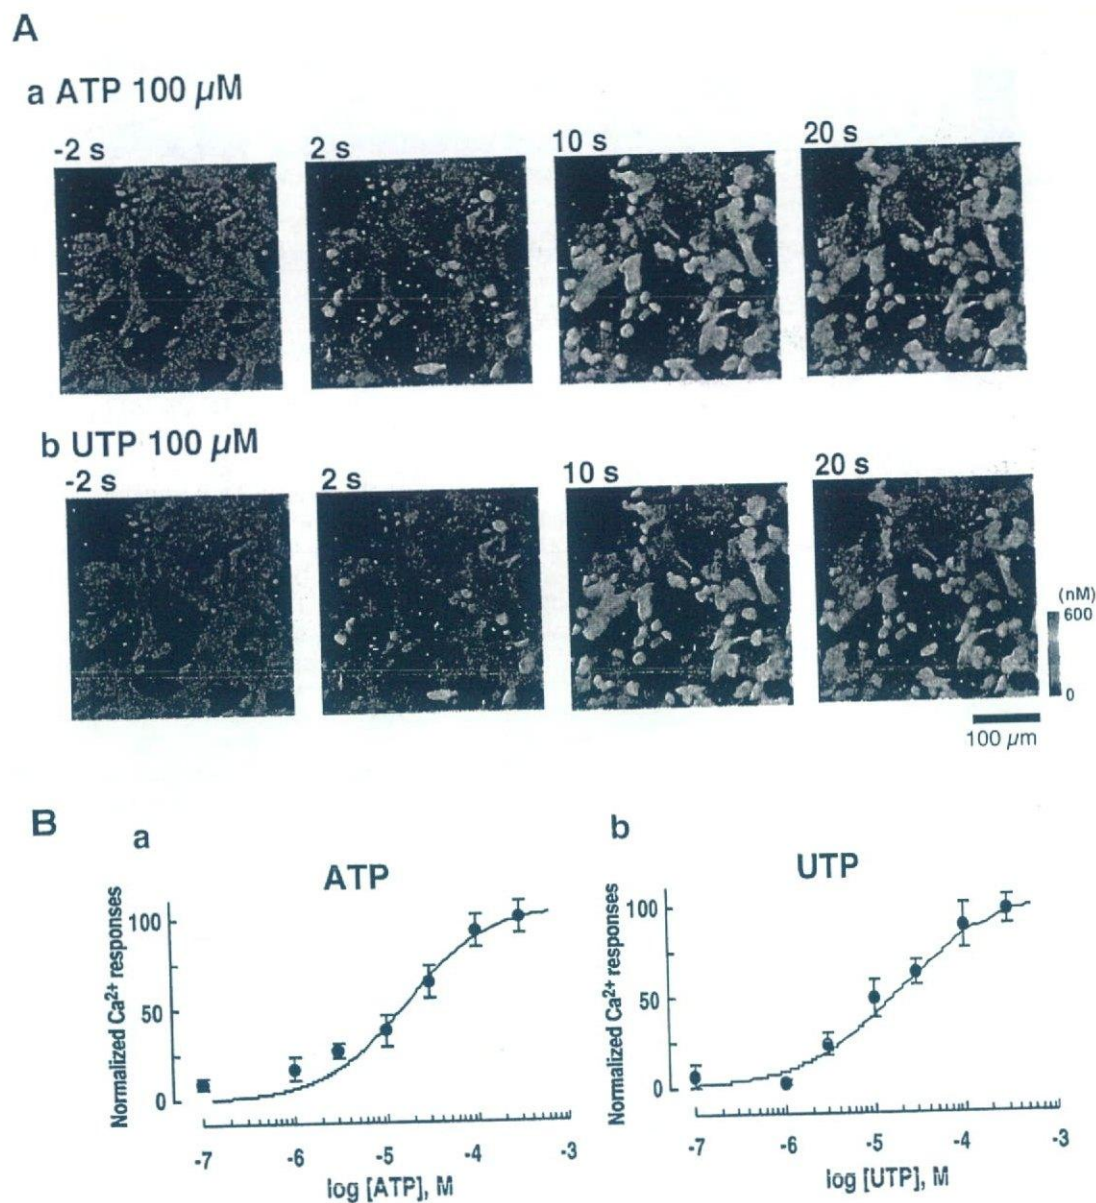 A
a ATP 100 µM
-2 s
2 s
10 s
20 s
b UTP 100 µM
-2 s
2 s
10 s
20 s
(nM)
600
0
100 µm
B
a
ATP
Normalized Ca²⁺ responses
100
50
0
-7
-6
-5
-4
-3
log [ATP], M
b
UTP
Normalized Ca²⁺ responses
100
50
0
-7
-6
-5
-4
-3
log [UTP], M